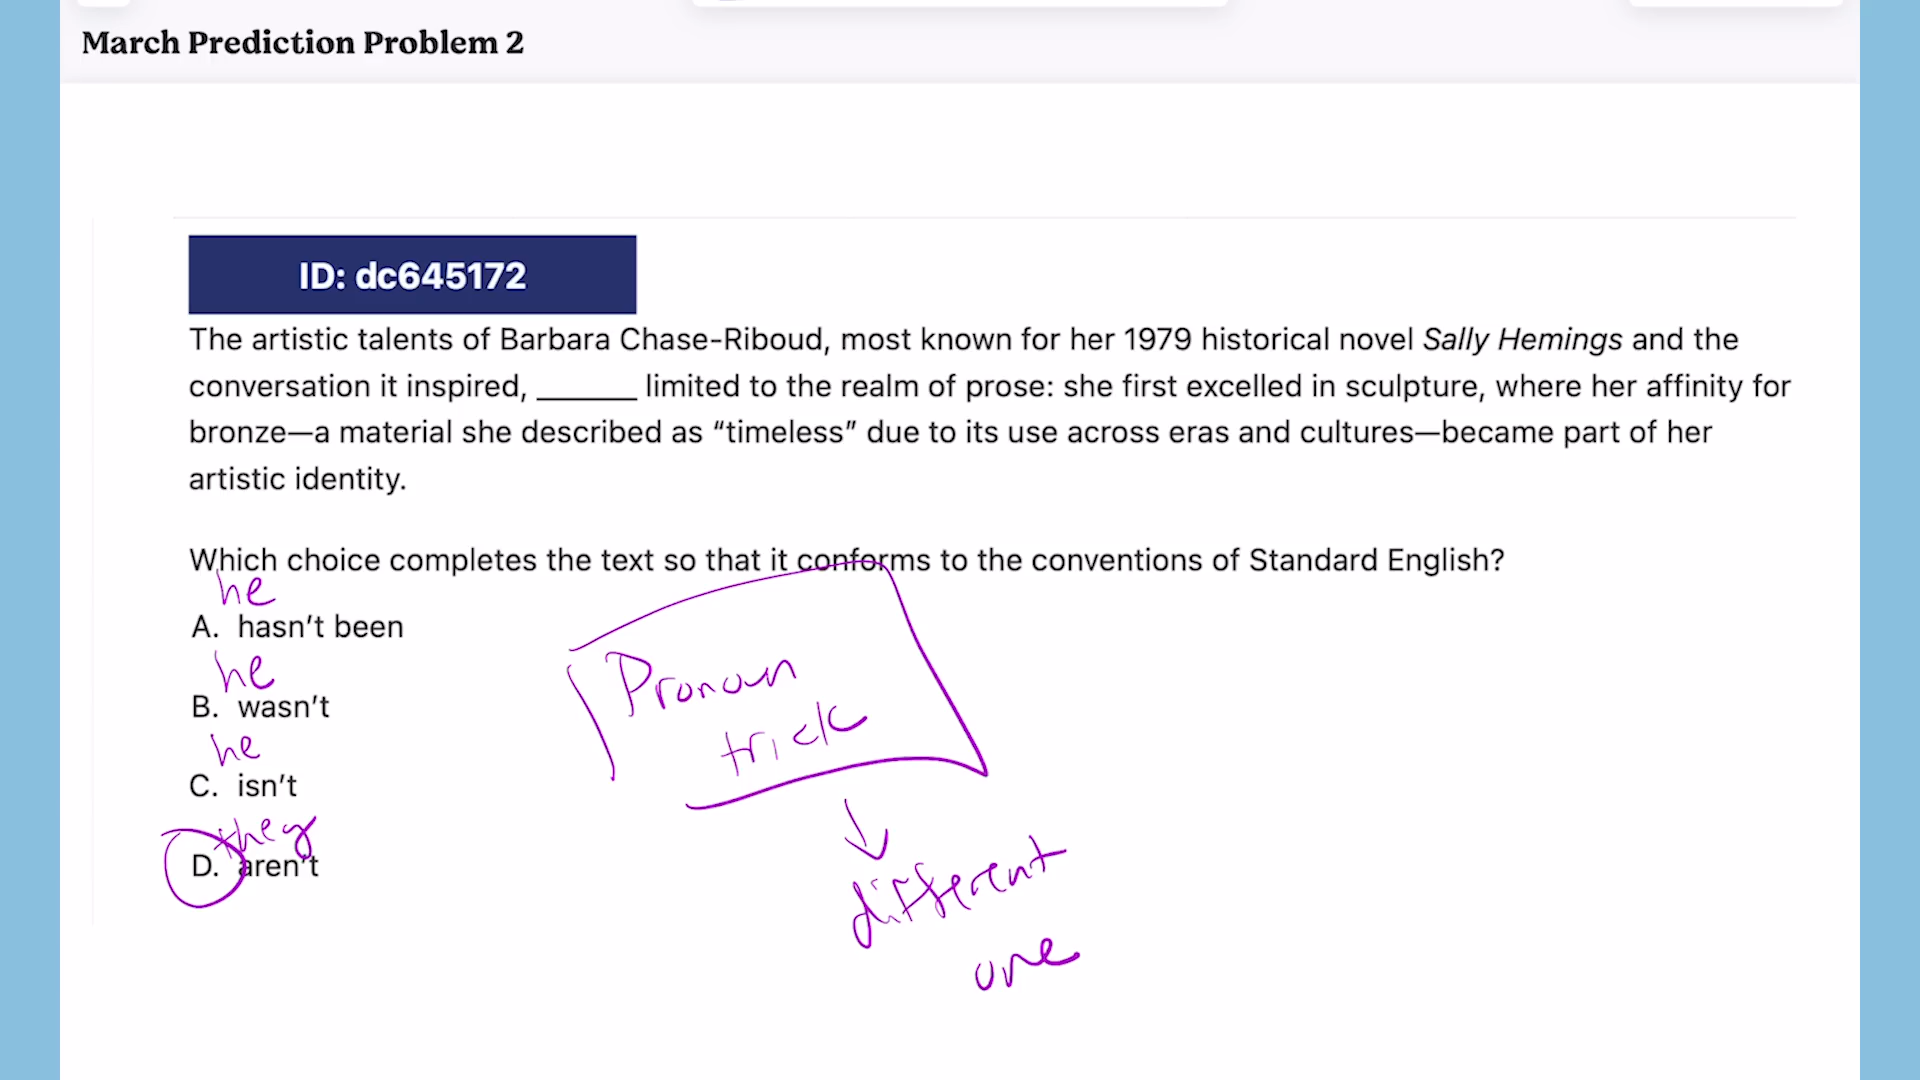 March Prediction Problem 2
ID: dc645172
The artistic talents of Barbara Chase-Riboud, most known for her 1979 historical novel Sally Hemings and the
conversation it inspired, ______ limited to the realm of prose: she first excelled in sculpture, where her affinity for
bronze—a material she described as “timeless” due to its use across eras and cultures—became part of her
artistic identity.
Which choice completes the text so that it conforms to the conventions of Standard English?
he
A. hasn’t been
he
B. wasn’t
he
C. isn’t
they
D. aren’t
Pronoun
trick
different
one